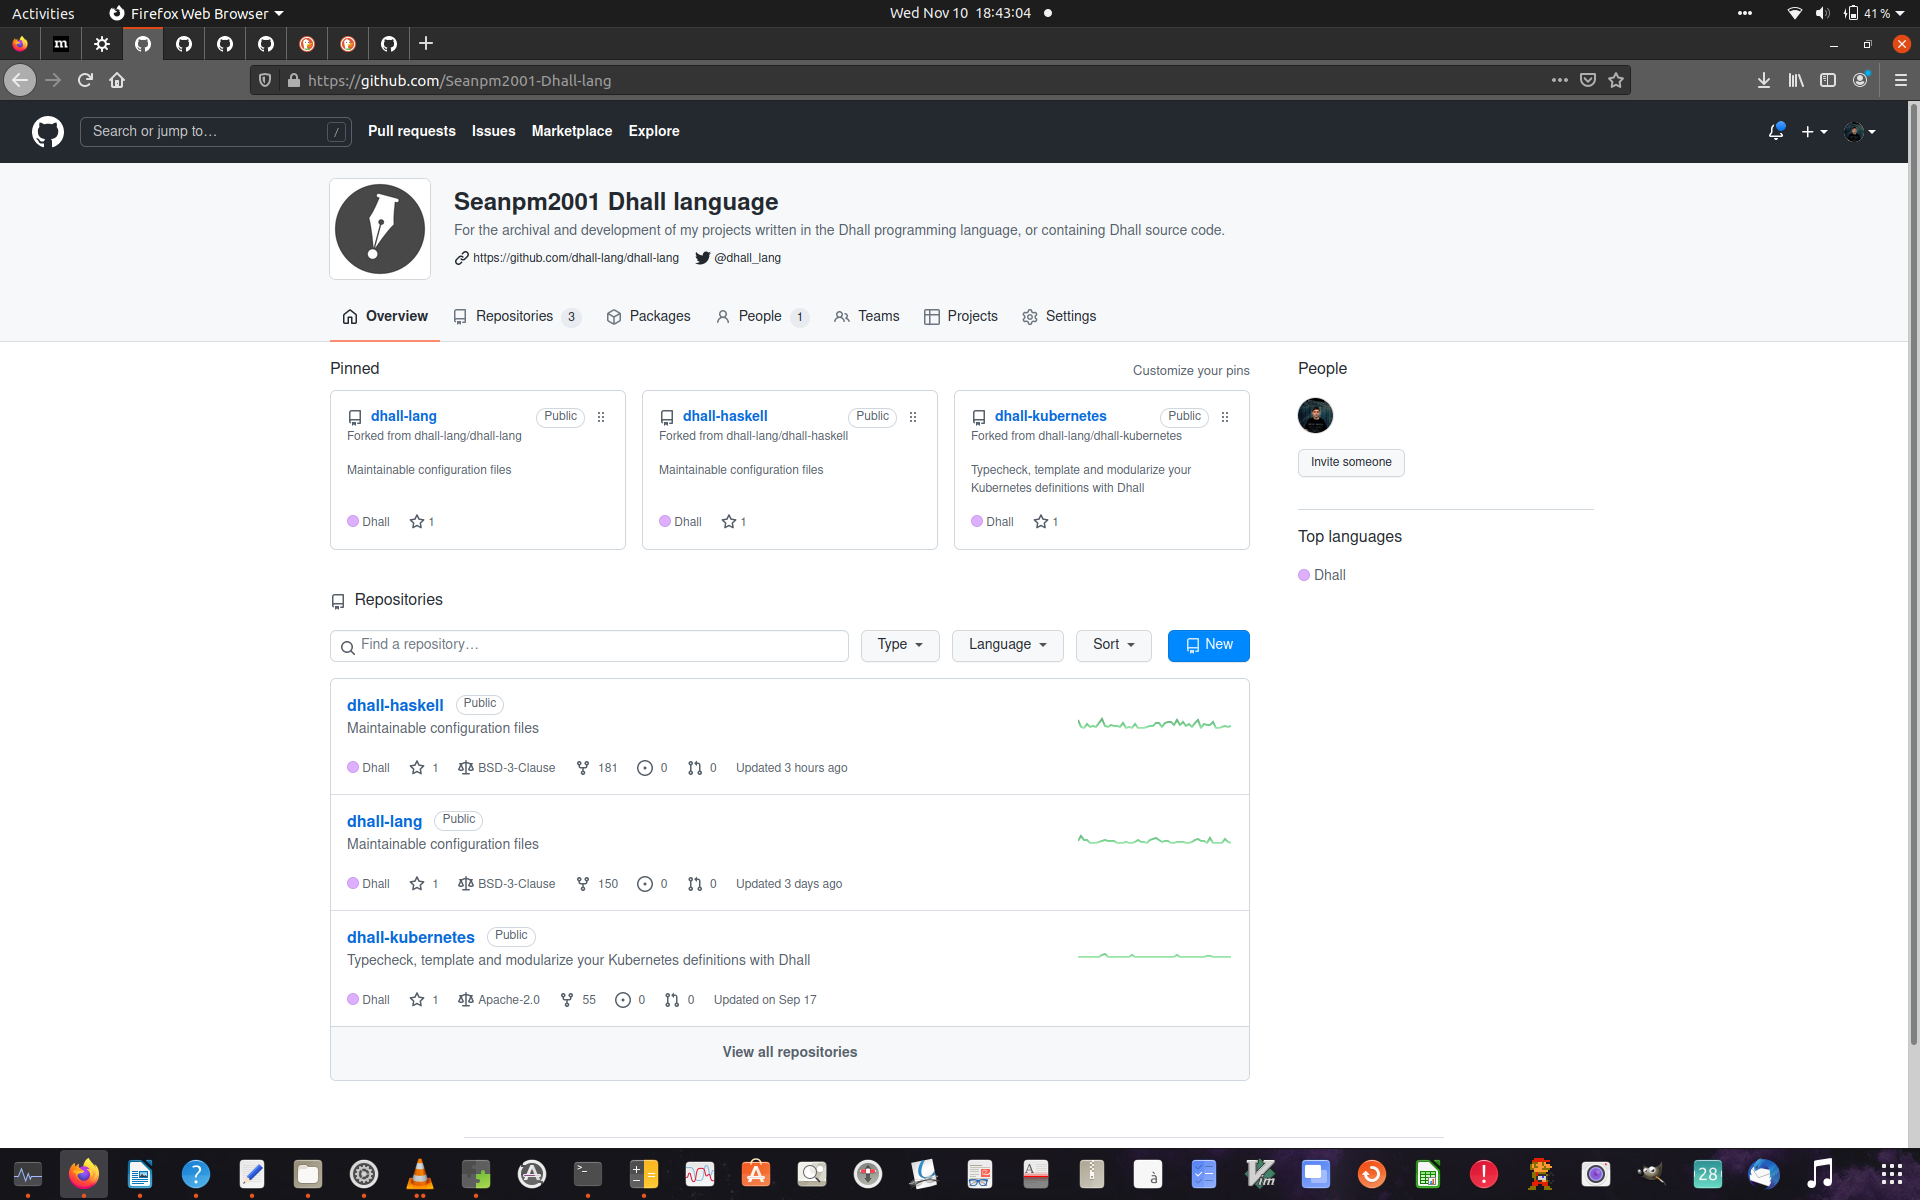 Activities
Firefox Web Browser
Wed Nov 10 18:43:04
41 %
m
https://github.com/Seanpm2001-Dhall-lang
Search or jump to…
/
Pull requests
Issues
Marketplace
Explore
Seanpm2001 Dhall language
For the archival and development of my projects written in the Dhall programming language, or containing Dhall source code.
https://github.com/dhall-lang/dhall-lang
@dhall_lang
Overview
Repositories 3
Packages
People 1
Teams
Projects
Settings
Pinned
Customize your pins
dhall-lang Public
Forked from dhall-lang/dhall-lang
Maintainable configuration files
Dhall 1
dhall-haskell Public
Forked from dhall-lang/dhall-haskell
Maintainable configuration files
Dhall 1
dhall-kubernetes Public
Forked from dhall-lang/dhall-kubernetes
Typecheck, template and modularize your
Kubernetes definitions with Dhall
Dhall 1
People
Invite someone
Top languages
Dhall
Repositories
Find a repository…
Type
Language
Sort
New
dhall-haskell Public
Maintainable configuration files
Dhall 1 BSD-3-Clause 181 0 0 Updated 3 hours ago
dhall-lang Public
Maintainable configuration files
Dhall 1 BSD-3-Clause 150 0 0 Updated 3 days ago
dhall-kubernetes Public
Typecheck, template and modularize your Kubernetes definitions with Dhall
Dhall 1 Apache-2.0 55 0 0 Updated on Sep 17
View all repositories
?
>_
A
à
Vim
!
28